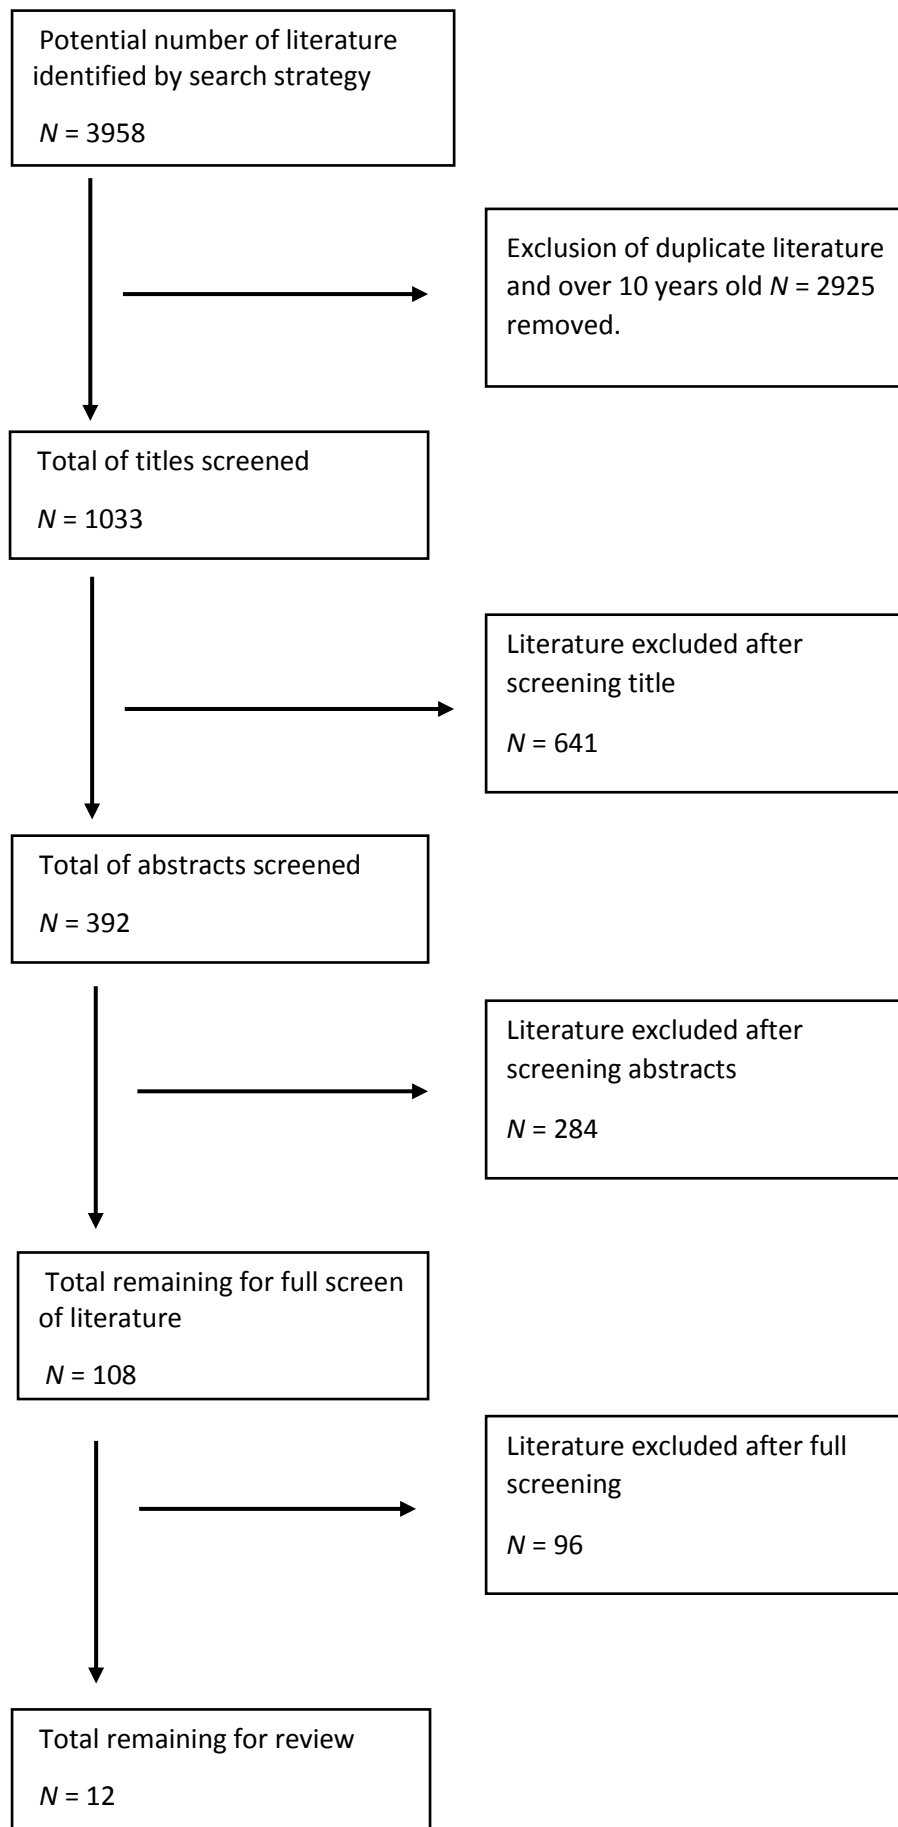 Potential number of literature
identified by search strategy
N = 3958
Exclusion of duplicate literature
and over 10 years old N = 2925
removed.
Total of titles screened
N = 1033
Literature excluded after
screening title
N = 641
Total of abstracts screened
N = 392
Literature excluded after
screening abstracts
N = 284
Total remaining for full screen
of literature
N = 108
Literature excluded after full
screening
N = 96
Total remaining for review
N = 12